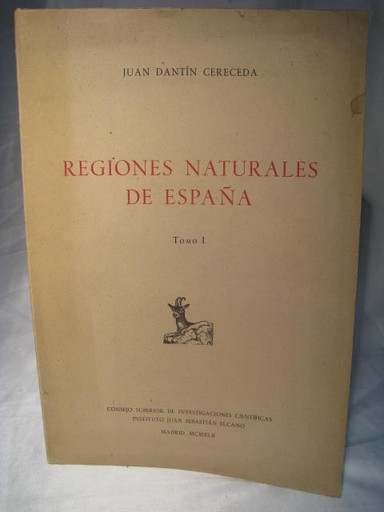 JUAN DANTÍN CERECEDA
REGIONES NATURALES
DE ESPAÑA
TOMO I
CONSEJO SUPERIOR DE INVESTIGACIONES CIENTÍFICAS
INSTITUTO JUAN SEBASTIÁN ELCANO
MADRID, MCMXLII